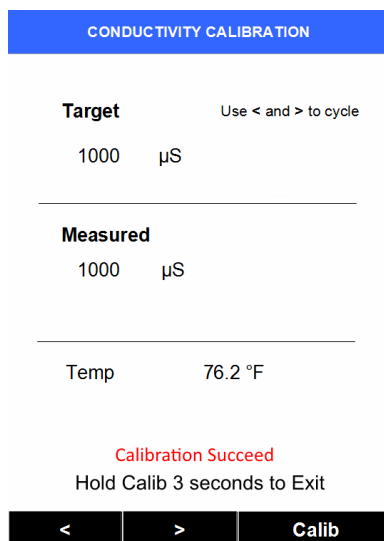 CONDUCTIVITY CALIBRATION
Target Use < and > to cycle
1000 µS
Measured
1000 µS
Temp 76.2 °F
Calibration Succeed
Hold Calib 3 seconds to Exit
< > Calib